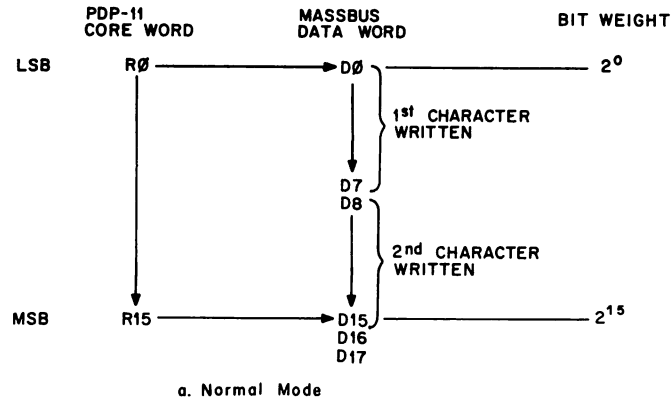 PDP-11 MASSBUS
CORE WORD DATA WORD BIT WEIGHT
LSB RØ DØ 2⁰
1st CHARACTER
WRITTEN
D7
D8
2nd CHARACTER
WRITTEN
MSB R15 D15 2¹⁵
D16
D17
a. Normal Mode